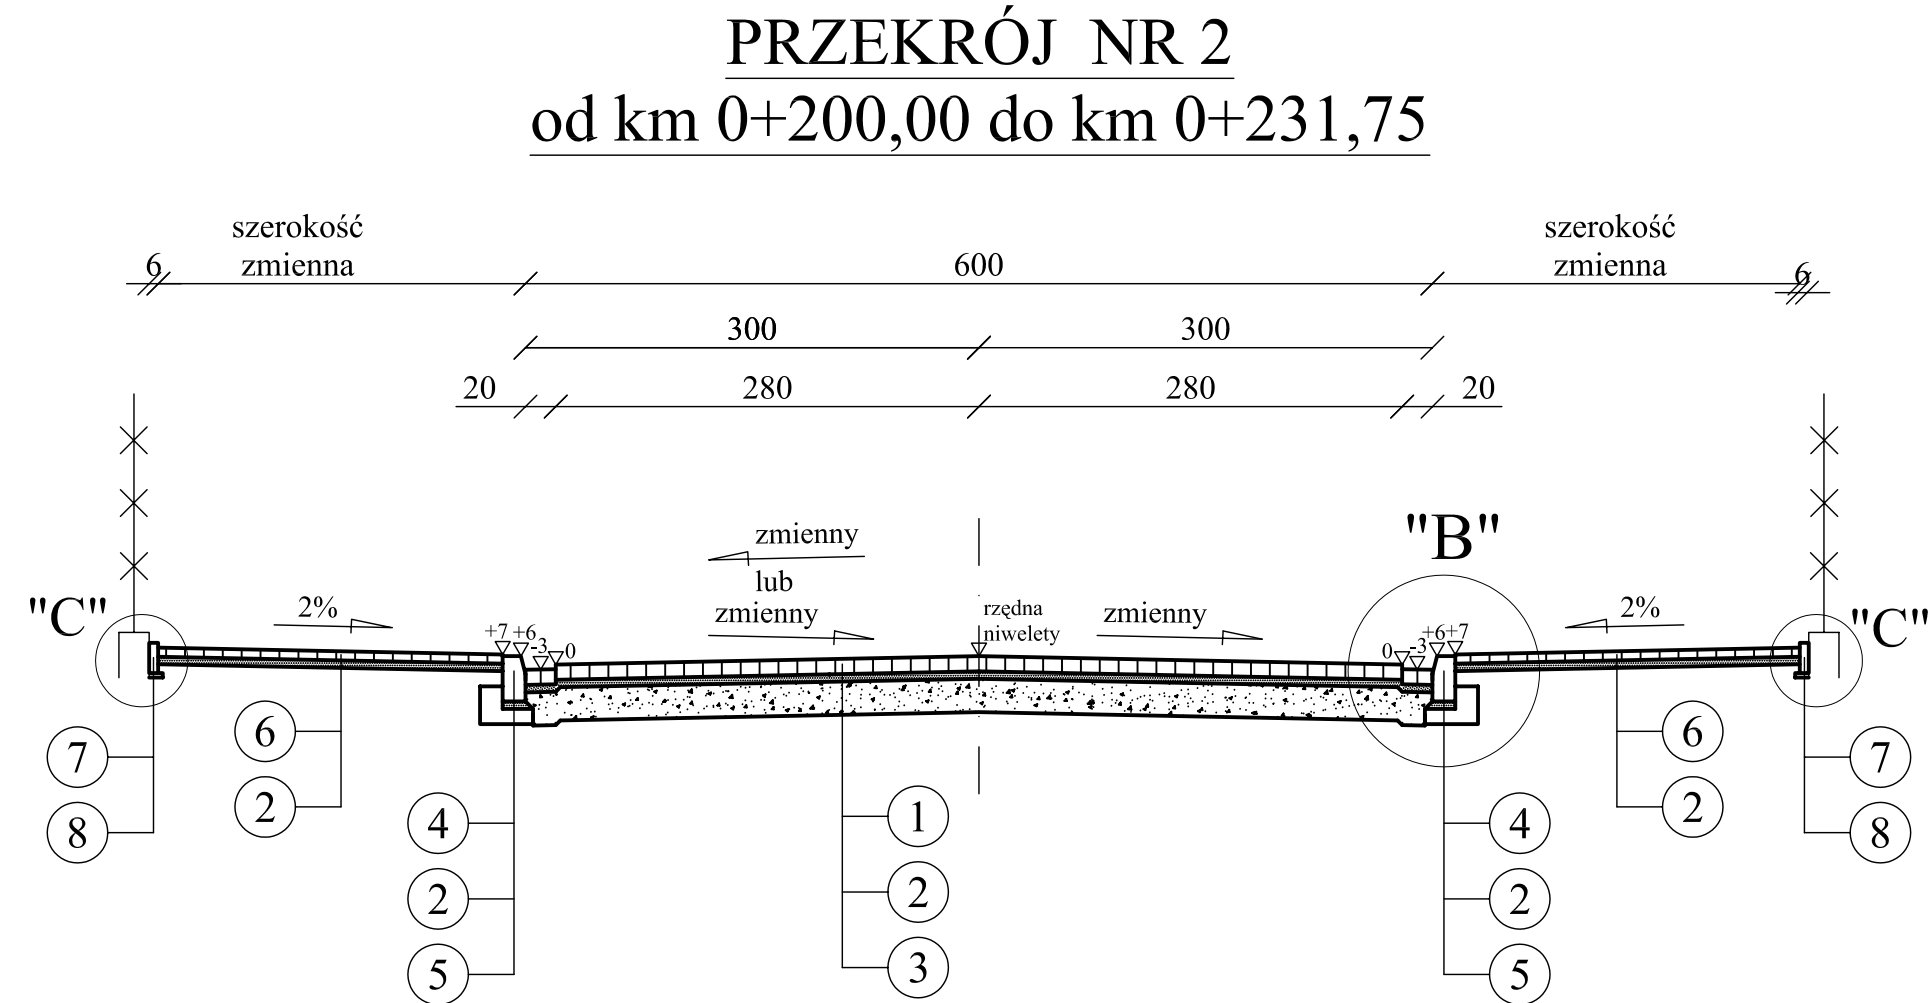 PRZEKRÓJ NR 2
od km 0+200,00 do km 0+231,75
szerokość
zmienna
szerokość
zmienna
6
600
6
300
300
20
280
280
20
"B"
zmienny
lub
zmienny
rzędna
niwelety
zmienny
"C"
2%
2%
"C"
+7
+6
-3
0
0
-3
+6
+7
6
6
7
7
2
2
8
8
4
1
4
2
2
2
5
3
5